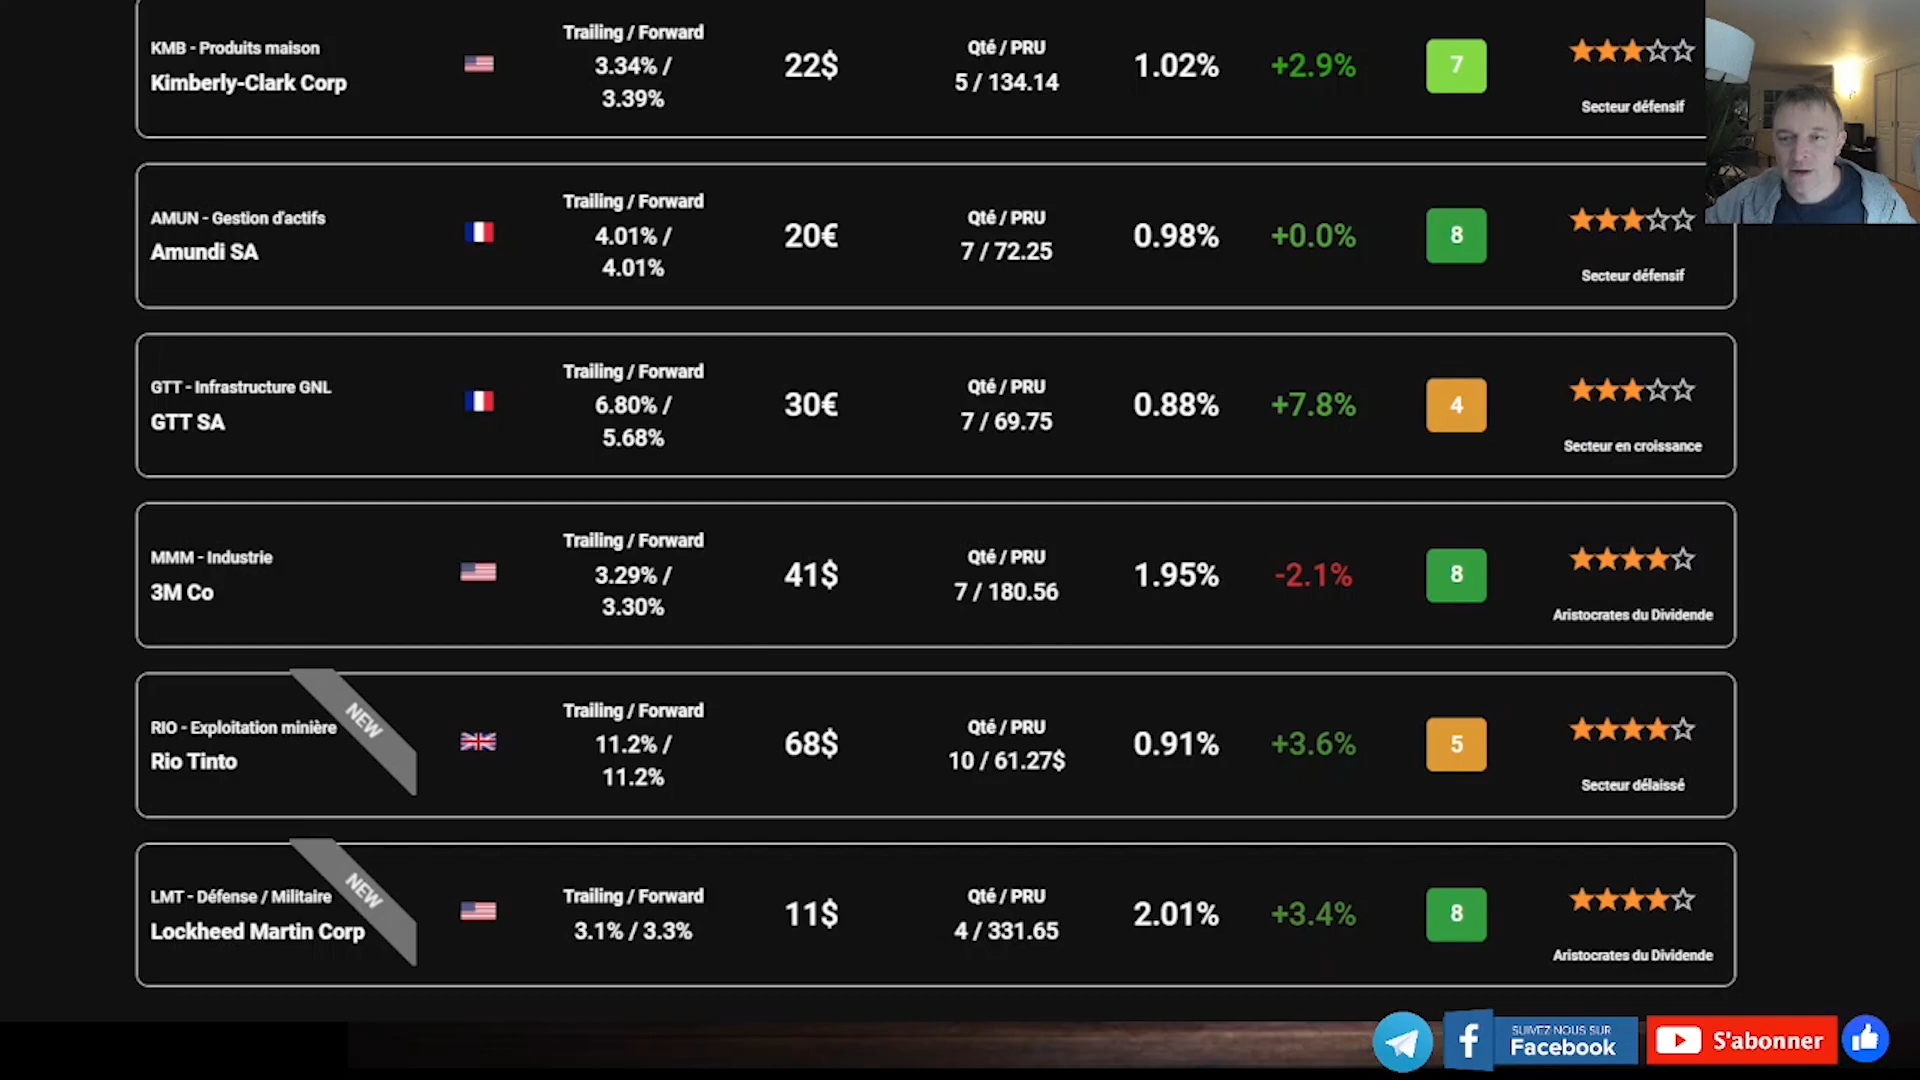 KMB - Produits maison
Kimberly-Clark Corp
Trailing / Forward
3.34% /
3.39%
22$
Qté / PRU
5 / 134.14
1.02%
+2.9%
7
Secteur défensif
AMUN - Gestion d'actifs
Amundi SA
Trailing / Forward
4.01% /
4.01%
20€
Qté / PRU
7 / 72.25
0.98%
+0.0%
8
Secteur défensif
GTT - Infrastructure GNL
GTT SA
Trailing / Forward
6.80% /
5.68%
30€
Qté / PRU
7 / 69.75
0.88%
+7.8%
4
Secteur en croissance
MMM - Industrie
3M Co
Trailing / Forward
3.29% /
3.30%
41$
Qté / PRU
7 / 180.56
1.95%
-2.1%
8
Aristocrates du Dividende
NEW
RIO - Exploitation minière
Rio Tinto
Trailing / Forward
11.2% /
11.2%
68$
Qté / PRU
10 / 61.27$
0.91%
+3.6%
5
Secteur délaissé
NEW
LMT - Défense / Militaire
Lockheed Martin Corp
Trailing / Forward
3.1% / 3.3%
11$
Qté / PRU
4 / 331.65
2.01%
+3.4%
8
Aristocrates du Dividende
SUIVEZ NOUS SUR
Facebook
S'abonner